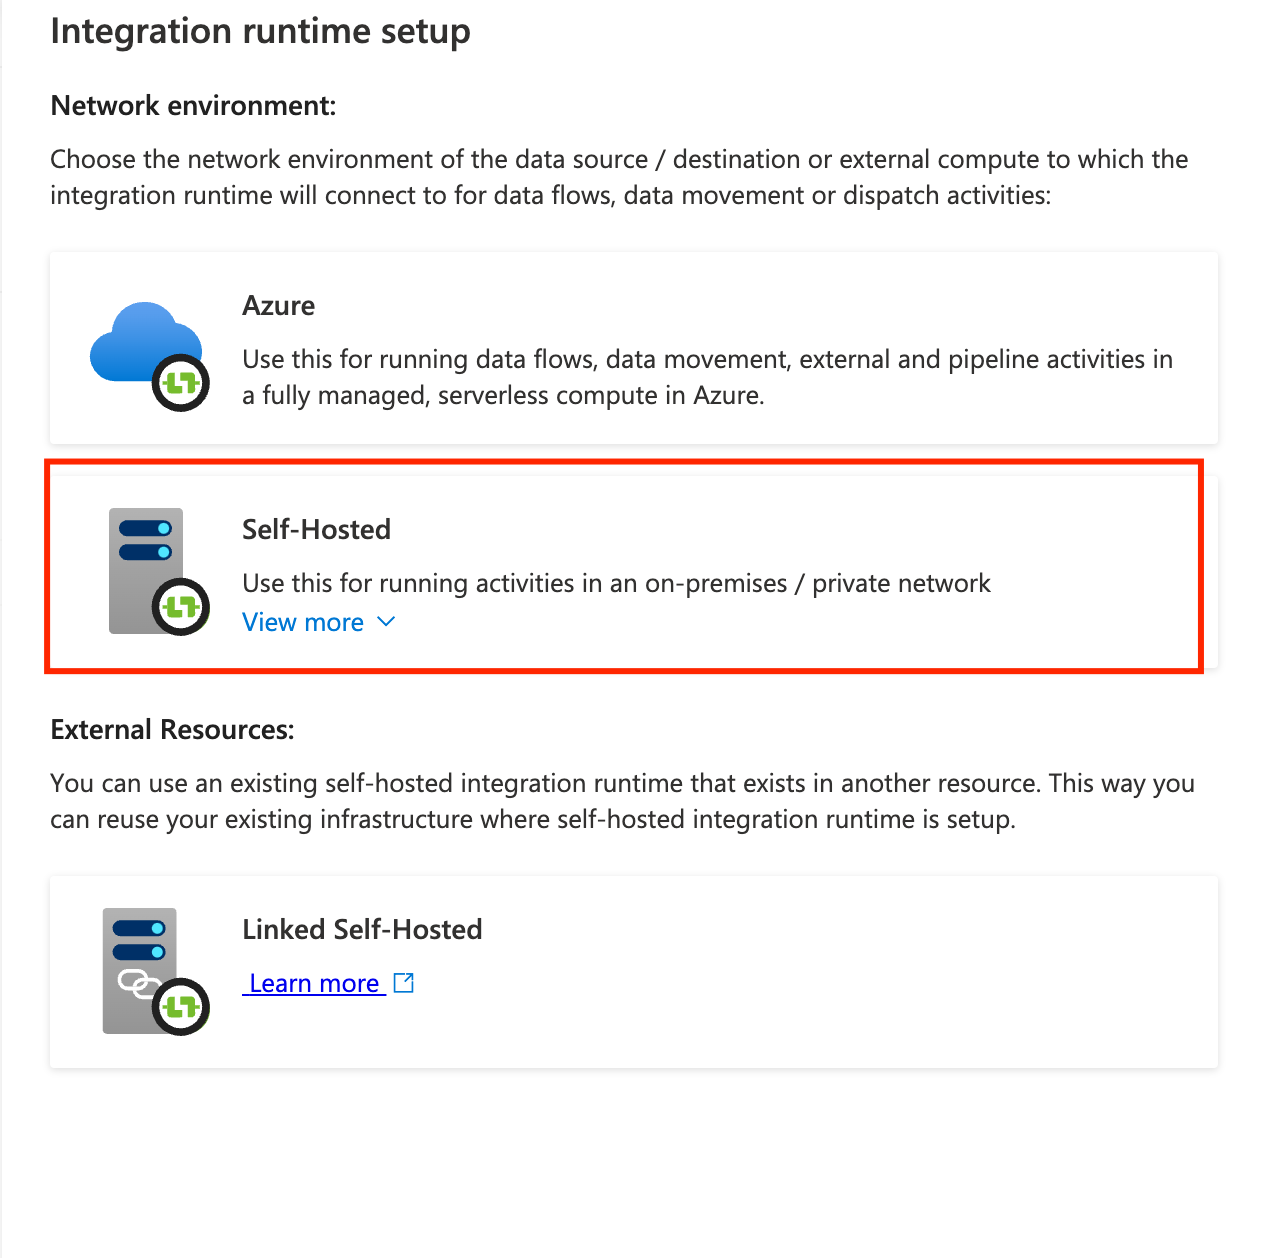 Integration runtime setup
Network environment:
Choose the network environment of the data source / destination or external compute to which the
integration runtime will connect to for data flows, data movement or dispatch activities:
Azure
Use this for running data flows, data movement, external and pipeline activities in
a fully managed, serverless compute in Azure.
Self-Hosted
Use this for running activities in an on-premises / private network
View more
External Resources:
You can use an existing self-hosted integration runtime that exists in another resource. This way you
can reuse your existing infrastructure where self-hosted integration runtime is setup.
Linked Self-Hosted
Learn more